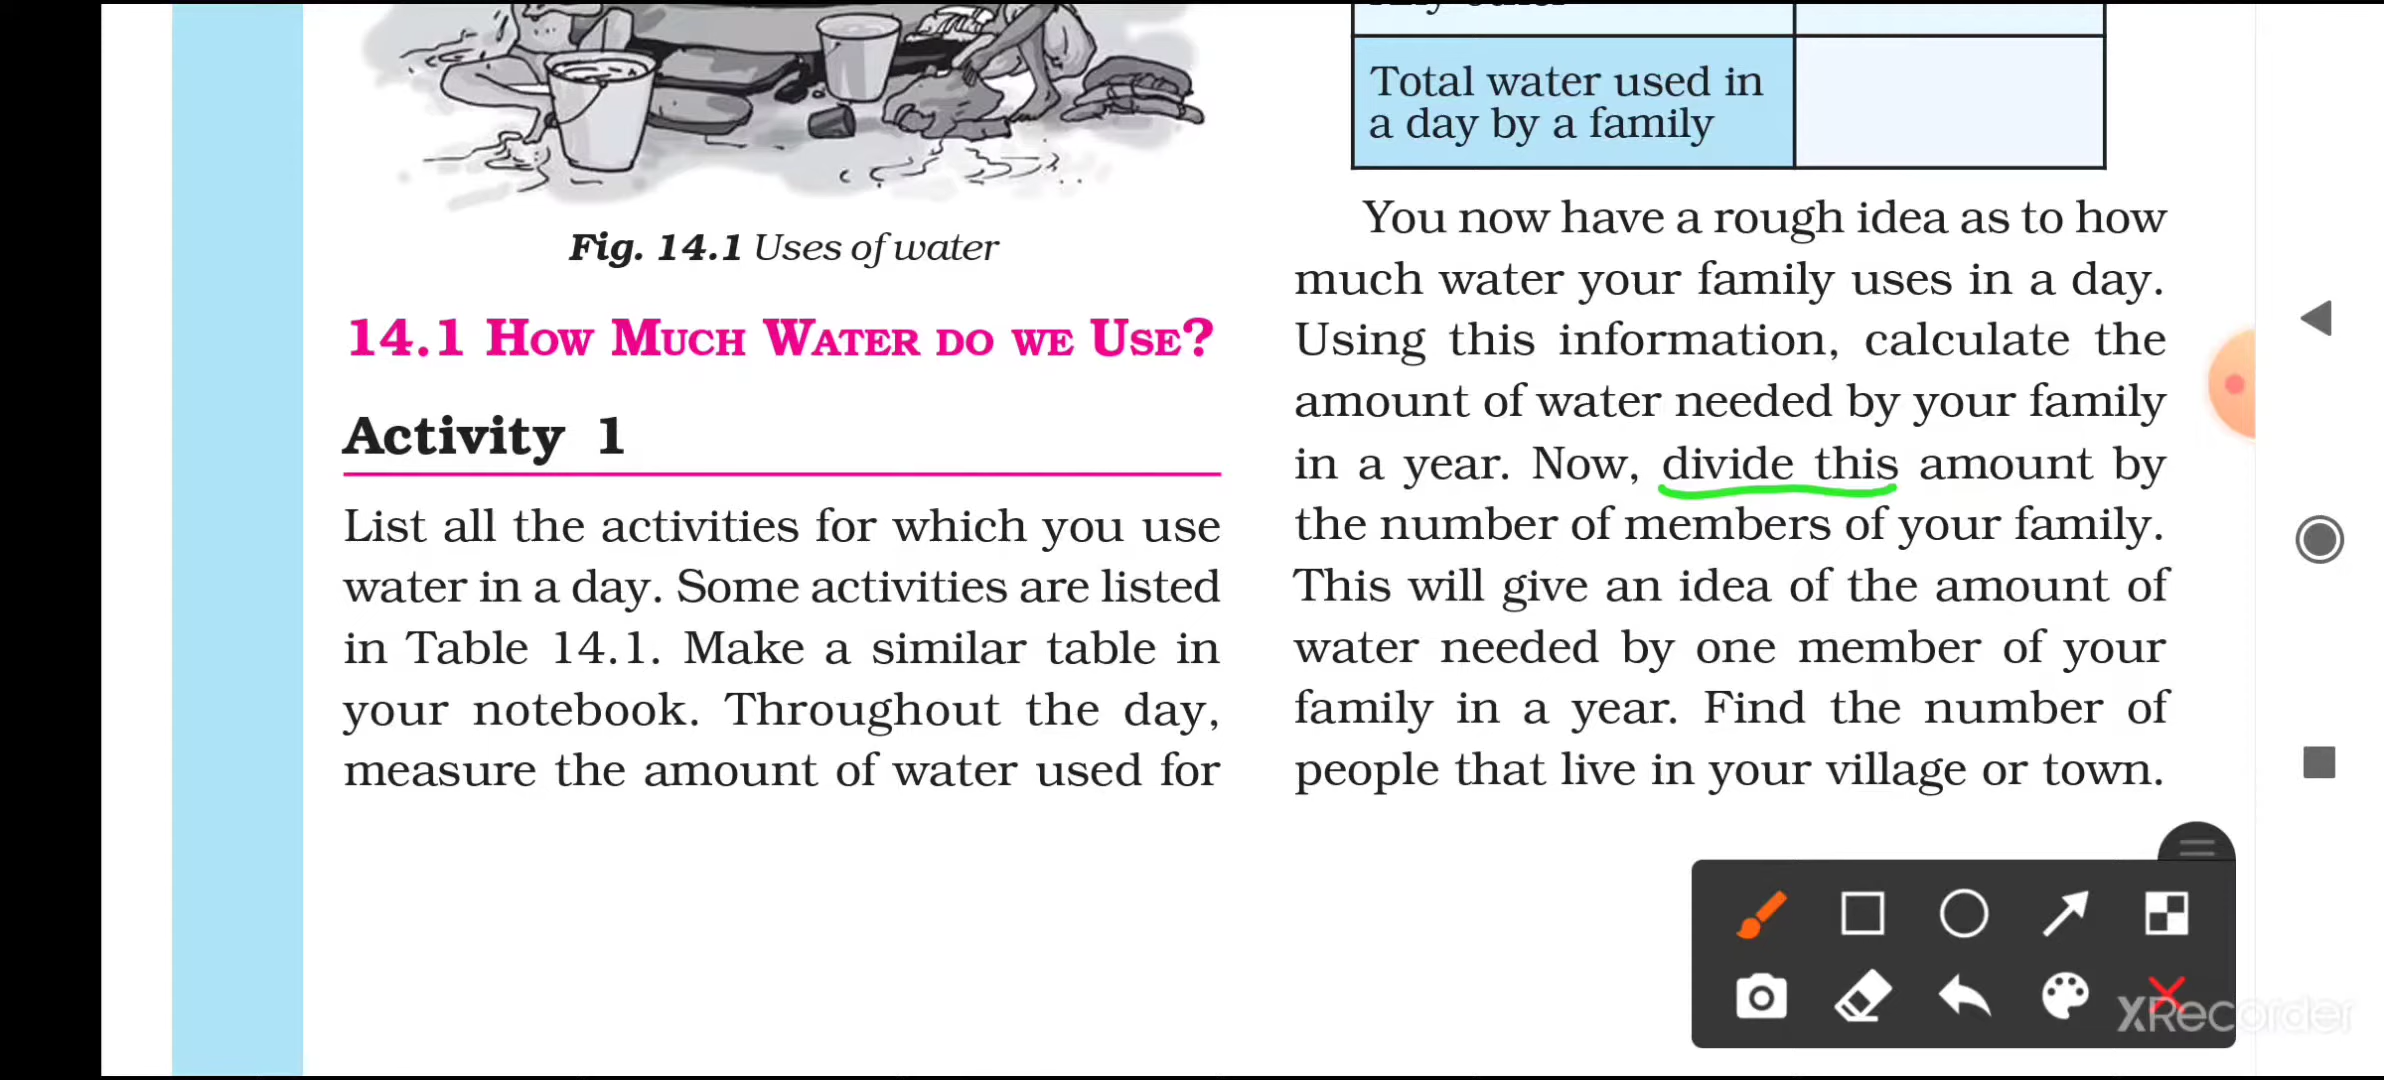 Fig. 14.1 Uses of water
14.1 HOW MUCH WATER DO WE USE?
Activity 1
List all the activities for which you use
water in a day. Some activities are listed
in Table 14.1. Make a similar table in
your notebook. Throughout the day,
measure the amount of water used for
Total water used in
a day by a family
You now have a rough idea as to how
much water your family uses in a day.
Using this information, calculate the
amount of water needed by your family
in a year. Now, divide this amount by
the number of members of your family.
This will give an idea of the amount of
water needed by one member of your
family in a year. Find the number of
people that live in your village or town.
XRecorder